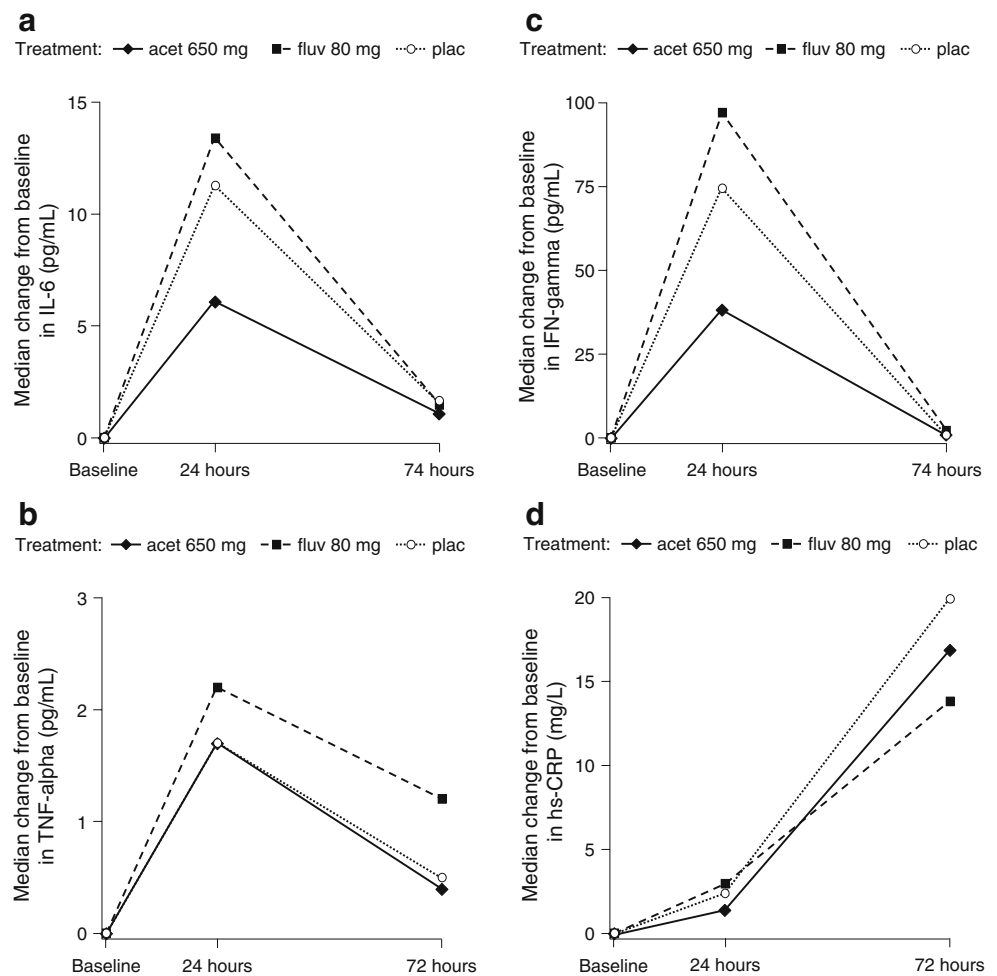 a
Treatment: acet 650 mg fluv 80 mg plac
Median change from baseline
in IL-6 (pg/mL)
15
10
5
0
Baseline 24 hours 74 hours
c
Treatment: acet 650 mg fluv 80 mg plac
Median change from baseline
in IFN-gamma (pg/mL)
100
75
50
25
0
Baseline 24 hours 74 hours
b
Treatment: acet 650 mg fluv 80 mg plac
Median change from baseline
in TNF-alpha (pg/mL)
3
2
1
0
Baseline 24 hours 72 hours
d
Treatment: acet 650 mg fluv 80 mg plac
Median change from baseline
in hs-CRP (mg/L)
20
15
10
5
0
Baseline 24 hours 72 hours